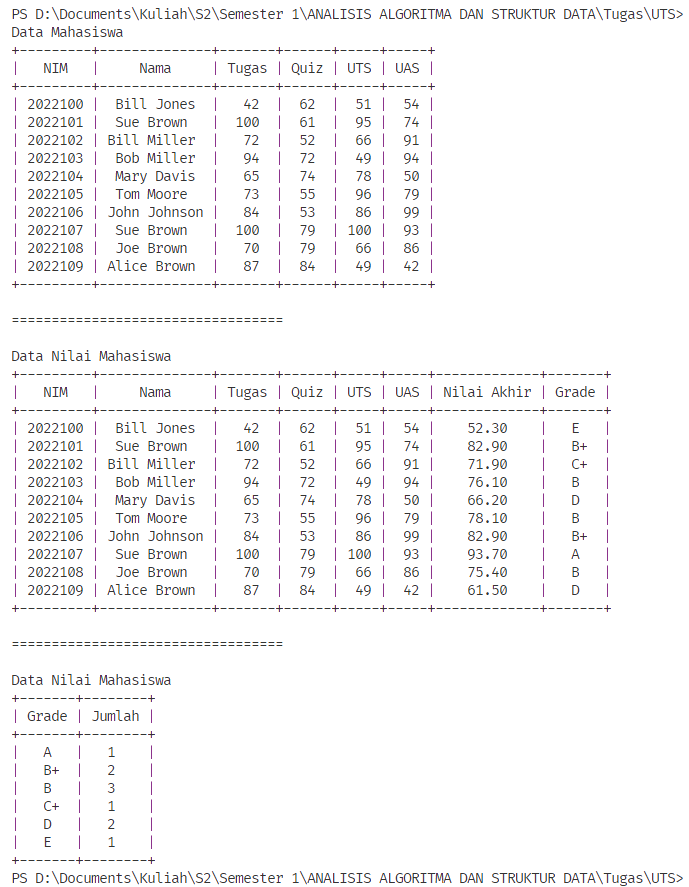 PS D:\Documents\Kuliah\S2\Semester 1\ANALISIS ALGORITMA DAN STRUKTUR DATA\Tugas\UTS>
Data Mahasiswa
+---------+--------------+-------+------+-----+-----+
|   NIM   |     Nama     | Tugas | Quiz | UTS | UAS |
+---------+--------------+-------+------+-----+-----+
| 2022100 |  Bill Jones  |   42  |  62  |  51 |  54 |
| 2022101 |  Sue Brown   |  100  |  61  |  95 |  74 |
| 2022102 | Bill Miller  |   72  |  52  |  66 |  91 |
| 2022103 |  Bob Miller  |   94  |  72  |  49 |  94 |
| 2022104 |  Mary Davis  |   65  |  74  |  78 |  50 |
| 2022105 |  Tom Moore   |   73  |  55  |  96 |  79 |
| 2022106 | John Johnson |   84  |  53  |  86 |  99 |
| 2022107 |  Sue Brown   |  100  |  79  | 100 |  93 |
| 2022108 |  Joe Brown   |   70  |  79  |  66 |  86 |
| 2022109 | Alice Brown  |   87  |  84  |  49 |  42 |
+---------+--------------+-------+------+-----+-----+
==================================
Data Nilai Mahasiswa
+---------+--------------+-------+------+-----+-----+-------------+-------+
|   NIM   |     Nama     | Tugas | Quiz | UTS | UAS | Nilai Akhir | Grade |
+---------+--------------+-------+------+-----+-----+-------------+-------+
| 2022100 |  Bill Jones  |   42  |  62  |  51 |  54 |    52.30    |   E   |
| 2022101 |  Sue Brown   |  100  |  61  |  95 |  74 |    82.90    |   B+  |
| 2022102 | Bill Miller  |   72  |  52  |  66 |  91 |    71.90    |   C+  |
| 2022103 |  Bob Miller  |   94  |  72  |  49 |  94 |    76.10    |   B   |
| 2022104 |  Mary Davis  |   65  |  74  |  78 |  50 |    66.20    |   D   |
| 2022105 |  Tom Moore   |   73  |  55  |  96 |  79 |    78.10    |   B   |
| 2022106 | John Johnson |   84  |  53  |  86 |  99 |    82.90    |   B+  |
| 2022107 |  Sue Brown   |  100  |  79  | 100 |  93 |    93.70    |   A   |
| 2022108 |  Joe Brown   |   70  |  79  |  66 |  86 |    75.40    |   B   |
| 2022109 | Alice Brown  |   87  |  84  |  49 |  42 |    61.50    |   D   |
+---------+--------------+-------+------+-----+-----+-------------+-------+
==================================
Data Nilai Mahasiswa
+-------+--------+
| Grade | Jumlah |
+-------+--------+
|   A   |   1    |
|   B+  |   2    |
|   B   |   3    |
|   C+  |   1    |
|   D   |   2    |
|   E   |   1    |
+-------+--------+
PS D:\Documents\Kuliah\S2\Semester 1\ANALISIS ALGORITMA DAN STRUKTUR DATA\Tugas\UTS>